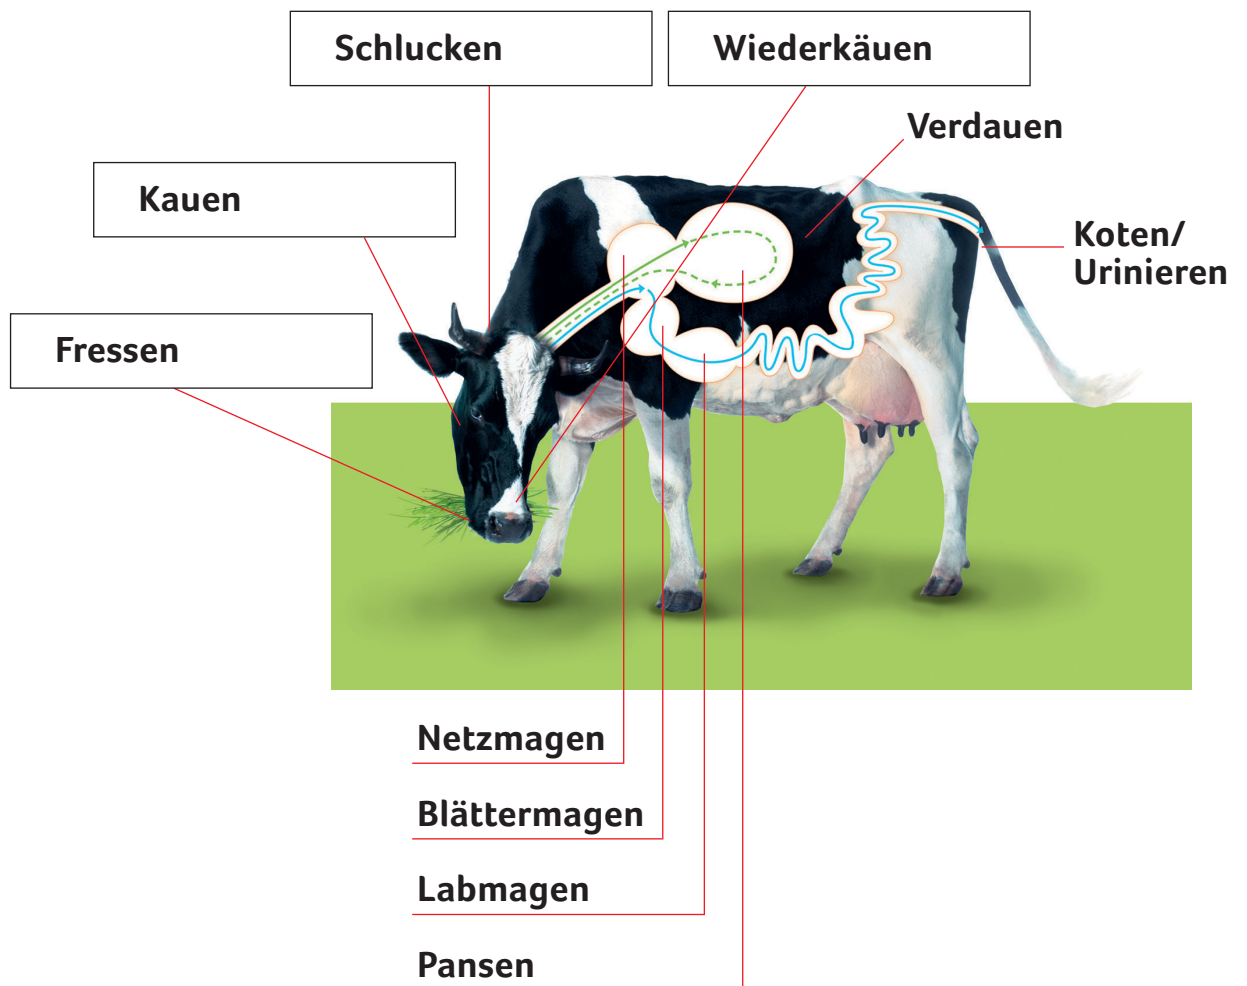 Schlucken
Wiederkäuen
Verdauen
Kauen
Koten/
Urinieren
Fressen
Netzmagen
Blättermagen
Labmagen
Pansen